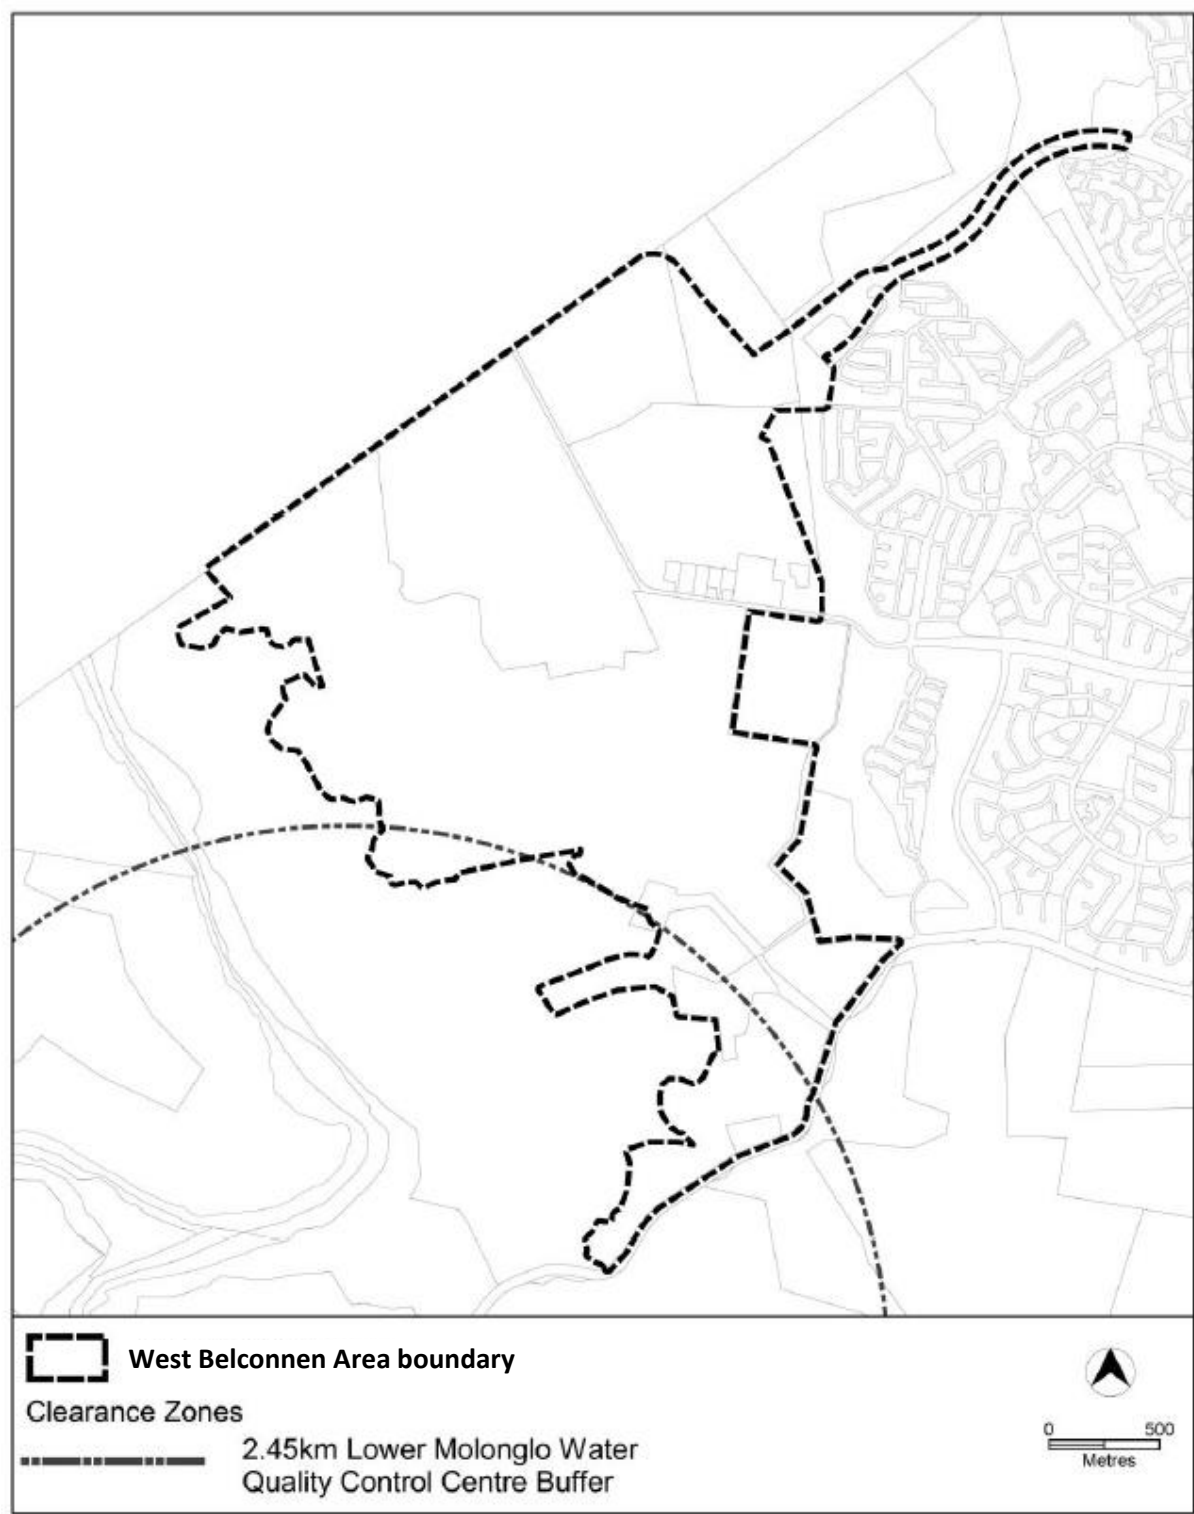 West Belconnen Area boundary
Clearance Zones
2.45km Lower Molonglo Water
Quality Control Centre Buffer
0 500
Metres